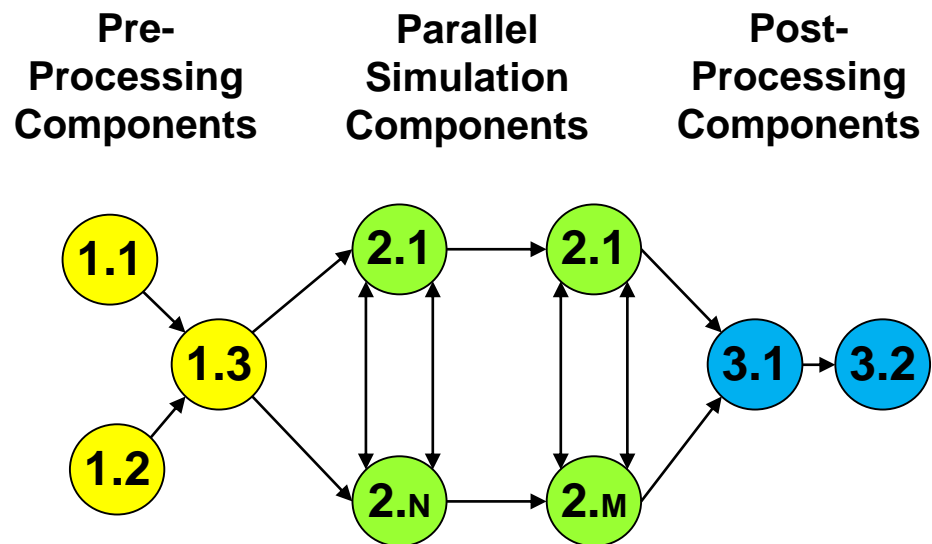 Pre-
Processing
Components
Parallel
Simulation
Components
Post-
Processing
Components
1.1
1.2
1.3
2.1
2.N
2.1
2.M
3.1
3.2